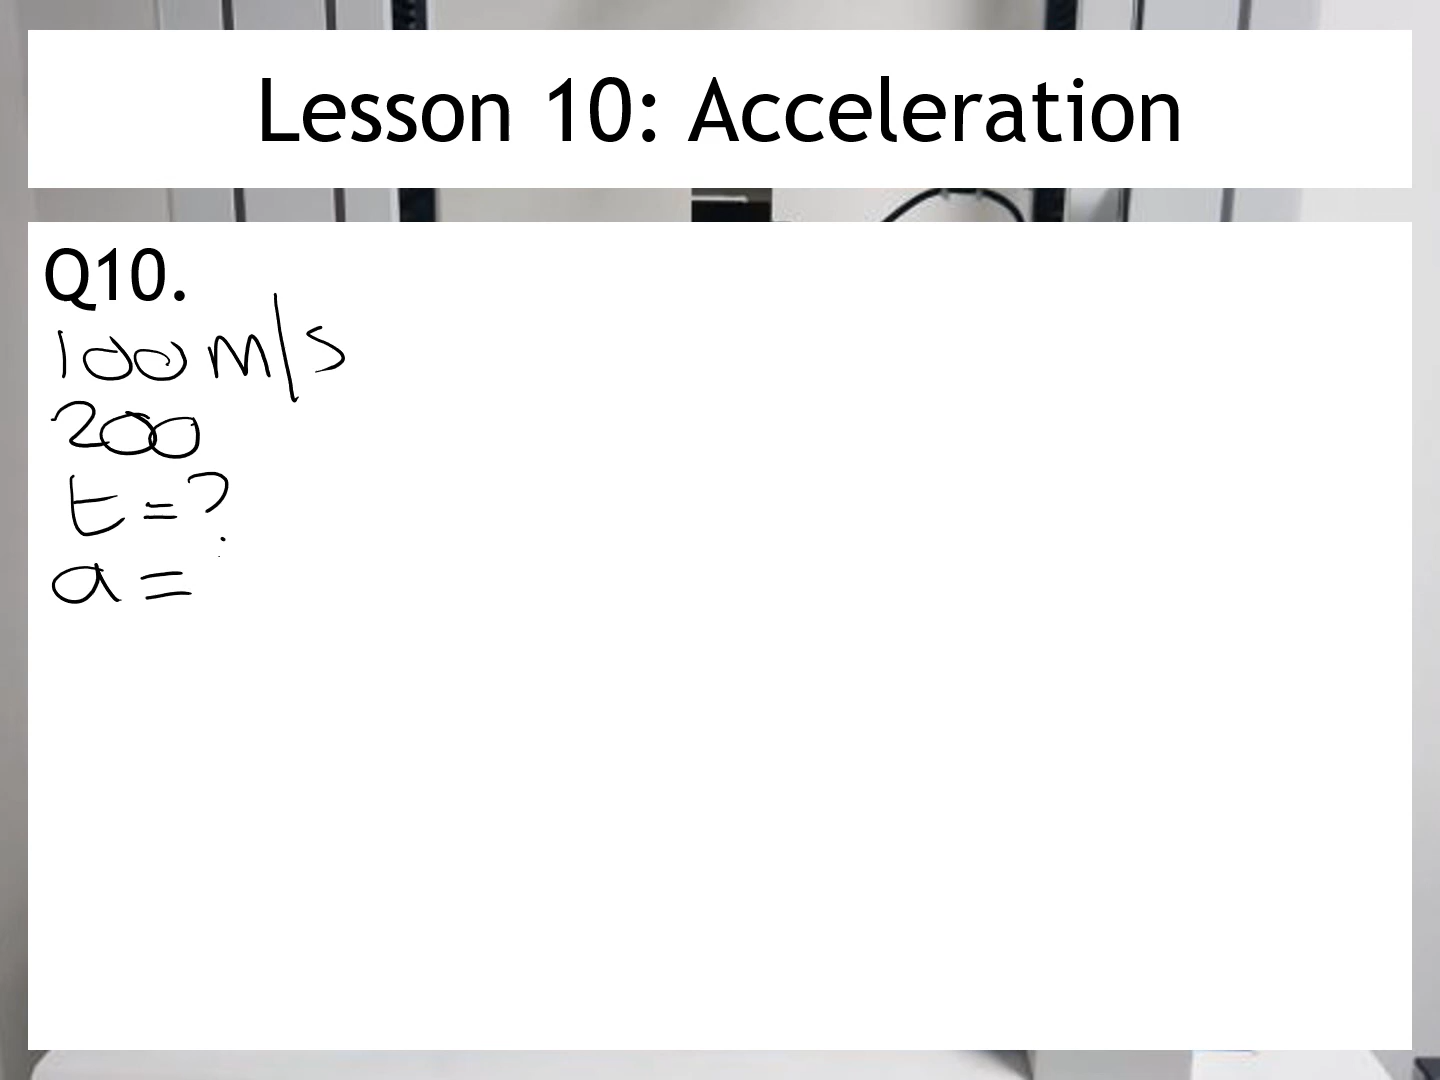 Lesson 10: Acceleration
Q10.
100 m/s
200
t = ?
a =